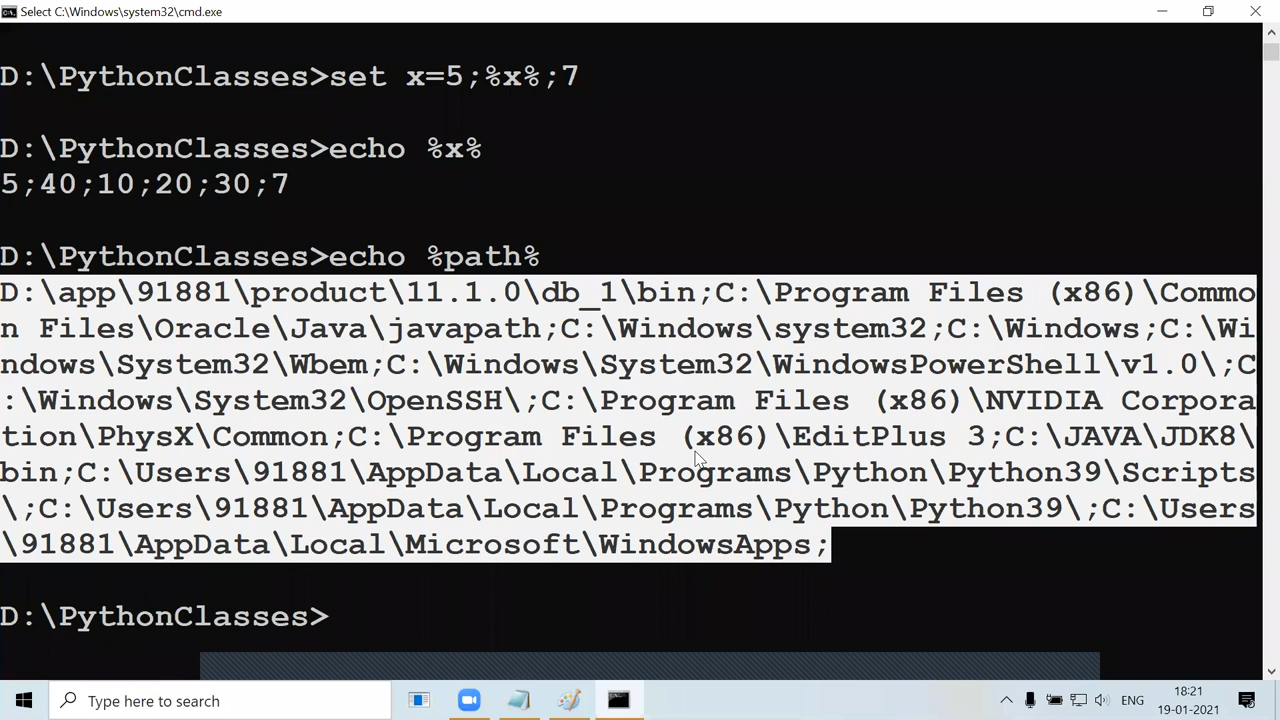 Select C:\Windows\system32\cmd.exe
D:\PythonClasses>set x=5;%x%;7
D:\PythonClasses>echo %x%
5;40;10;20;30;7
D:\PythonClasses>echo %path%
D:\app\91881\product\11.1.0\db_1\bin;C:\Program Files (x86)\Commo
n Files\Oracle\Java\javapath;C:\Windows\system32;C:\Windows;C:\Wi
ndows\System32\Wbem;C:\Windows\System32\WindowsPowerShell\v1.0\;C
:\Windows\System32\OpenSSH\;C:\Program Files (x86)\NVIDIA Corpora
tion\PhysX\Common;C:\Program Files (x86)\EditPlus 3;C:\JAVA\JDK8\
bin;C:\Users\91881\AppData\Local\Programs\Python\Python39\Scripts
\;C:\Users\91881\AppData\Local\Programs\Python\Python39\;C:\Users
\91881\AppData\Local\Microsoft\WindowsApps;
D:\PythonClasses>
Type here to search
ENG
18:21
19-01-2021